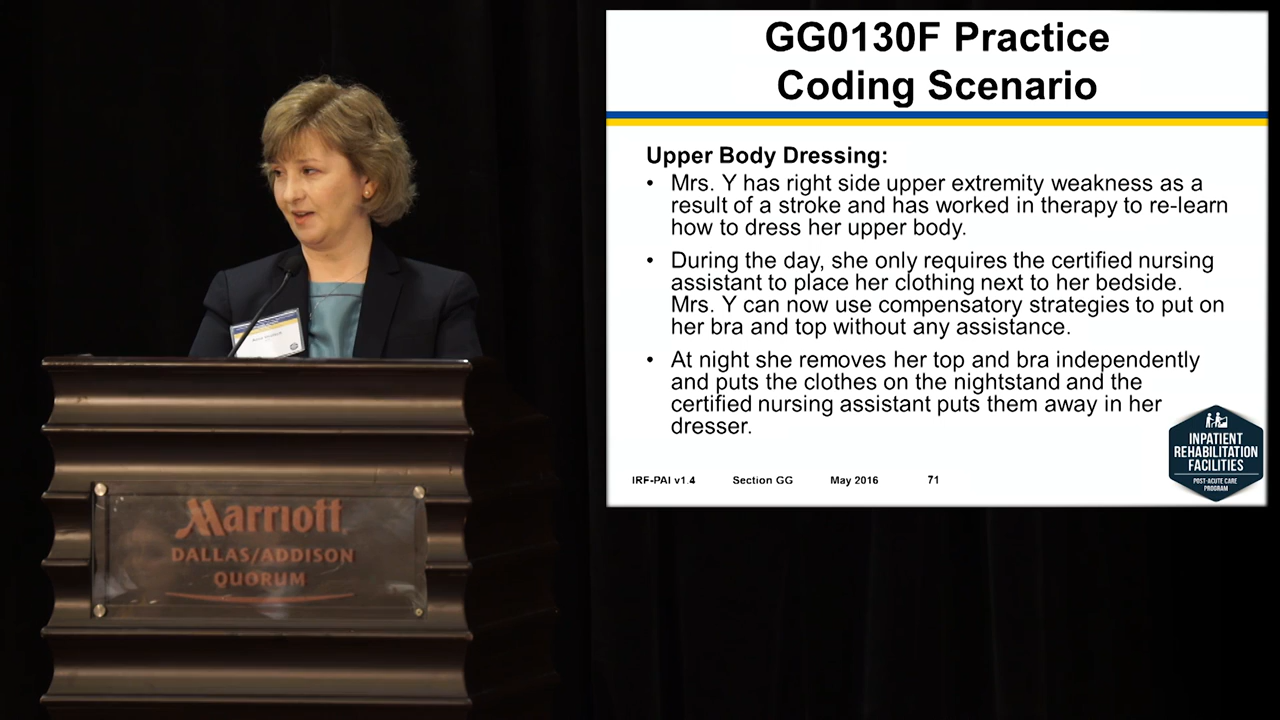 GG0130F Practice
Coding Scenario
Upper Body Dressing:
• Mrs. Y has right side upper extremity weakness as a
result of a stroke and has worked in therapy to re-learn
how to dress her upper body.
• During the day, she only requires the certified nursing
assistant to place her clothing next to her bedside.
Mrs. Y can now use compensatory strategies to put on
her bra and top without any assistance.
• At night she removes her top and bra independently
and puts the clothes on the nightstand and the
certified nursing assistant puts them away in her
dresser.
IRF-PAI v1.4 Section GG May 2016 71
INPATIENT
REHABILITATION
FACILITIES
POST-ACUTE CARE
PROGRAM
Marriott
DALLAS/ADDISON
QUORUM